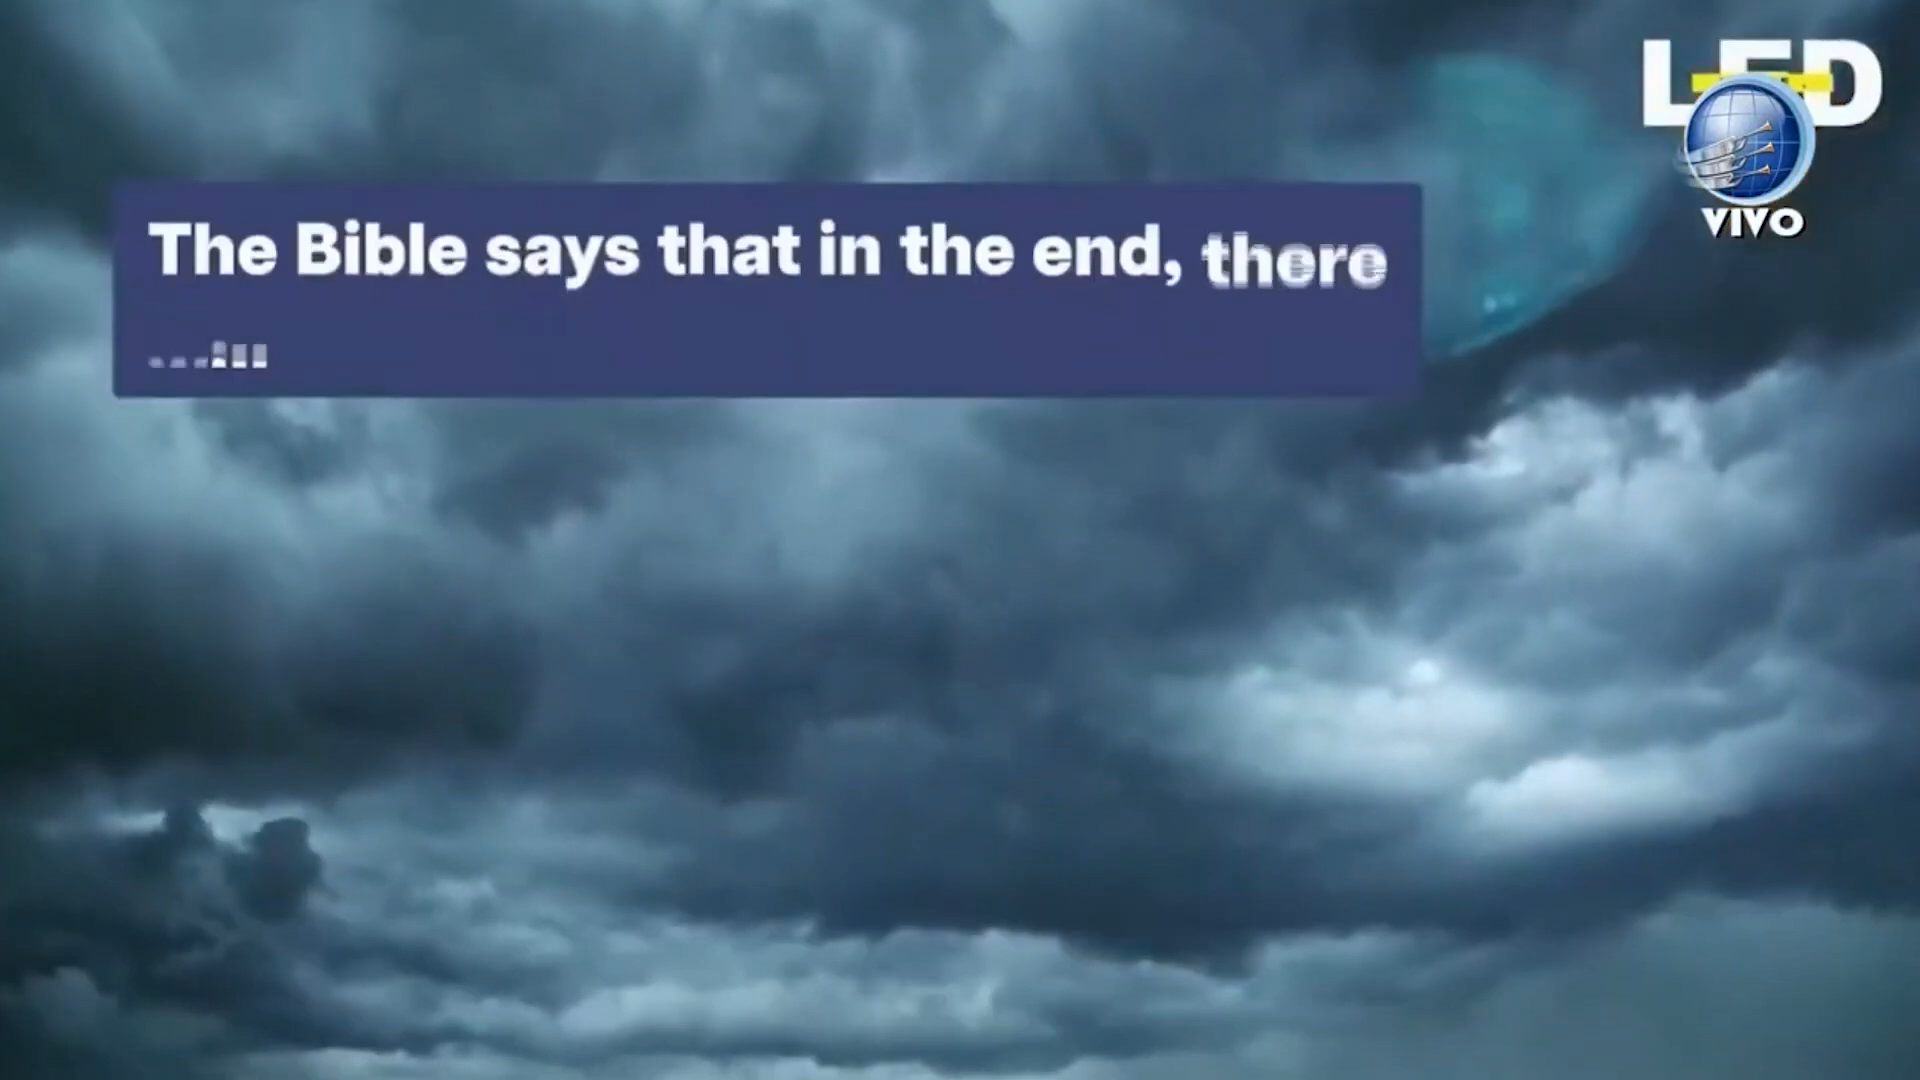 The Bible says that in the end, there
LED
VIVO